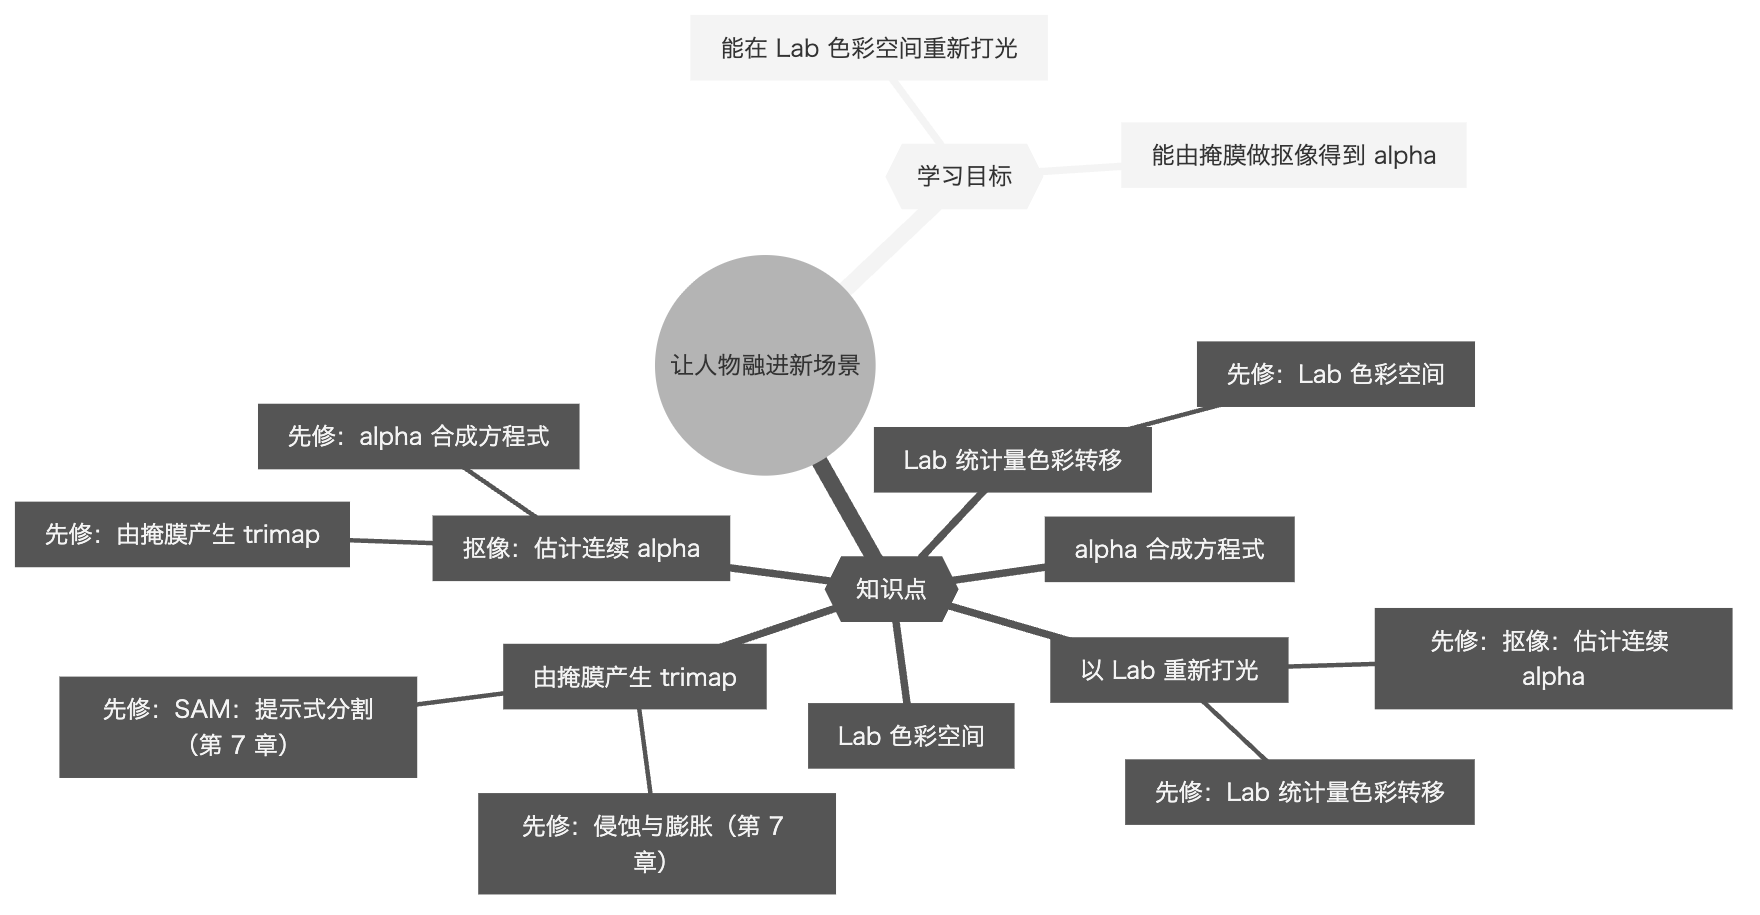 能在 Lab 色彩空间重新打光
能由掩膜做抠像得到 alpha
学习目标
让人物融进新场景
先修：Lab 色彩空间
先修：alpha 合成方程式
Lab 统计量色彩转移
先修：由掩膜产生 trimap
抠像：估计连续 alpha
alpha 合成方程式
知识点
先修：抠像：估计连续
alpha
以 Lab 重新打光
由掩膜产生 trimap
先修：SAM：提示式分割
（第 7 章）
Lab 色彩空间
先修：Lab 统计量色彩转移
先修：侵蚀与膨胀（第 7
章）